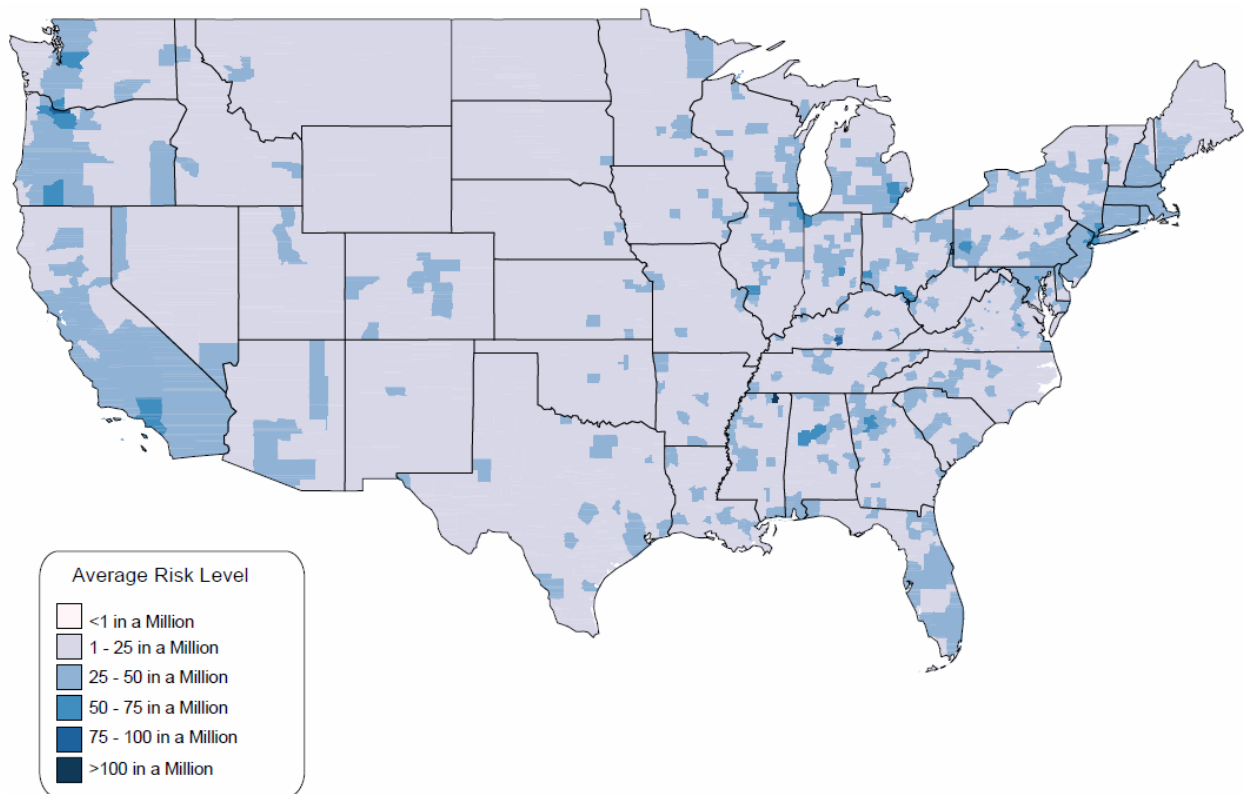 Average Risk Level
<1 in a Million
1 - 25 in a Million
25 - 50 in a Million
50 - 75 in a Million
75 - 100 in a Million
>100 in a Million